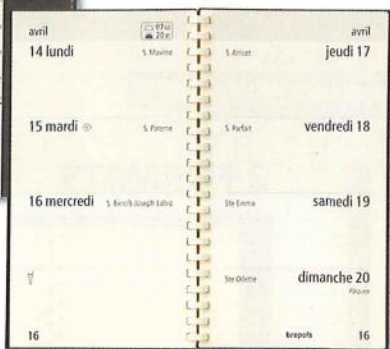 avril
14 lundi S. Maxime
15 mardi S. Paterne
16 mercredi S. Benoît-Joseph Labre
16
avril
S. Anicet jeudi 17
S. Parfait vendredi 18
Ste Emma samedi 19
Ste Odette dimanche 20
Pâques
brepols 16